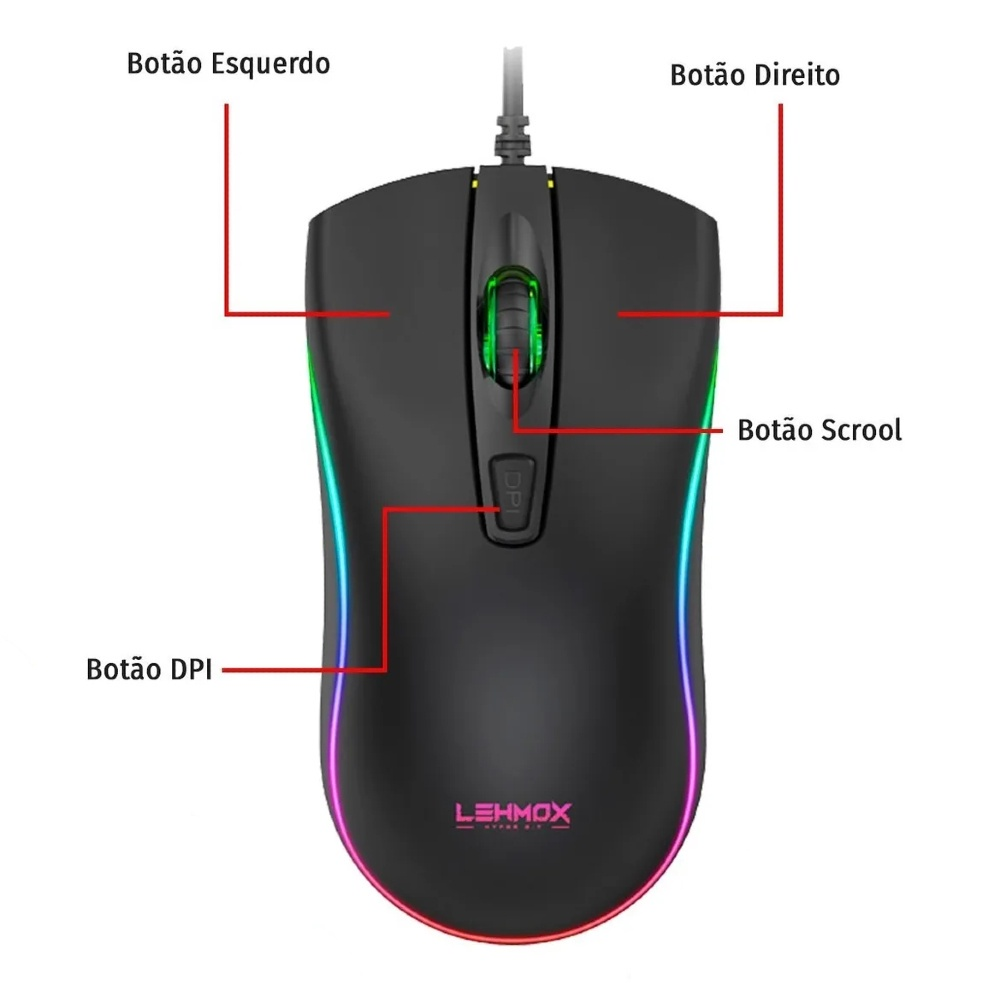 Botão Esquerdo
Botão Direito
Botão Scrool
DPI
Botão DPI
LEHMOX